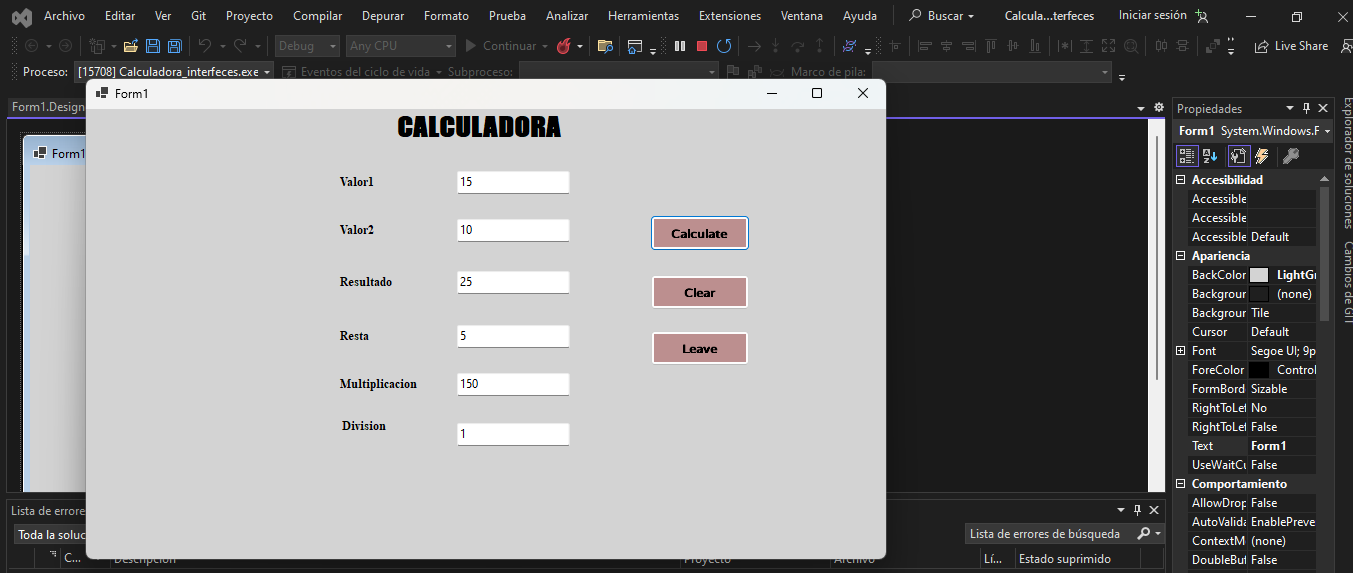 Archivo Editar Ver Git Proyecto Compilar Depurar Formato Prueba Analizar Herramientas Extensiones Ventana Ayuda Buscar Calcula...terfeces Iniciar sesión
Debug Any CPU Continuar Live Share
Proceso: [15708] Calculadora_interfeces.exe Eventos del ciclo de vida Subproceso: Marco de pila:
Form1.Designe
Form1
Form1
CALCULADORA
Valor1 15
Valor2 10
Calculate
Resultado 25
Clear
Resta 5
Leave
Multiplicacion 150
Division 1
Propiedades
Form1 System.Windows.F
Accesibilidad
Accessible
Accessible
Accessible Default
Apariencia
BackColor LightGr
Backgrour (none)
Backgrour Tile
Cursor Default
Font Segoe UI; 9p
ForeColor Control
FormBord Sizable
RightToLef No
RightToLef False
Text Form1
UseWaitCu False
Comportamiento
AllowDrop False
AutoValida EnablePreve
ContextM (none)
DoubleBuf False
Explorador de soluciones
Cambios de GIT
Lista de errores
Toda la soluc
Lista de errores de búsqueda
C... Descripción Proyecto Archivo Lí... Estado suprimido